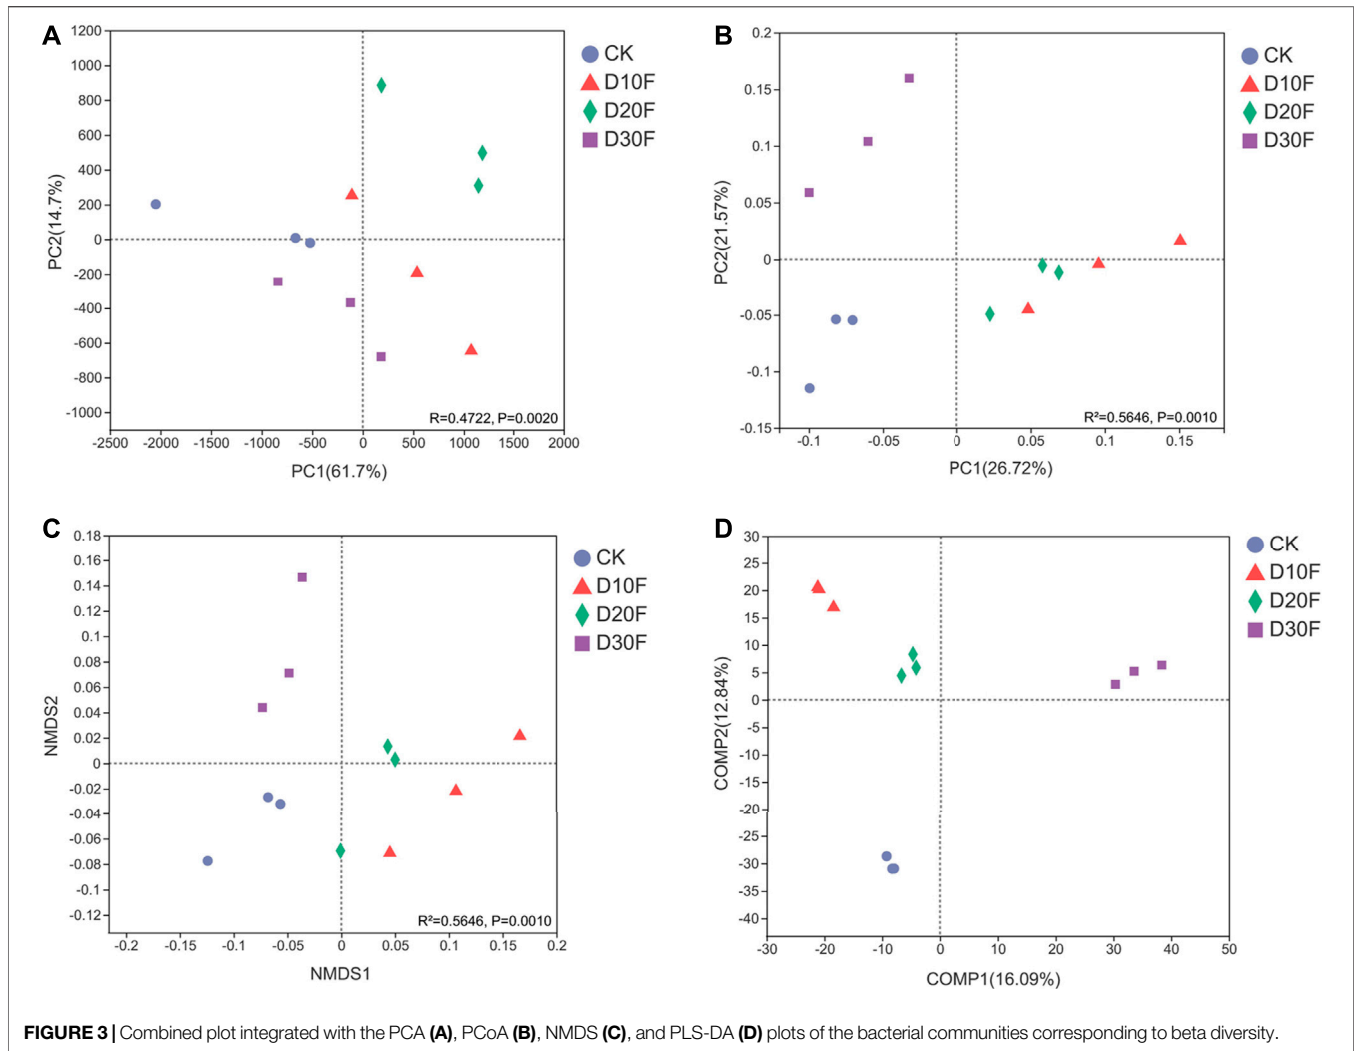 A
CK
D10F
D20F
D30F
1200
1000
800
600
400
200
0
-200
-400
-600
-800
-1000
PC2(14.7%)
R=0.4722, P=0.0020
-2500 -2000 -1500 -1000 -500 0 500 1000 1500 2000
PC1(61.7%)
B
CK
D10F
D20F
D30F
0.2
0.15
0.1
0.05
0
-0.05
-0.1
-0.15
PC2(21.57%)
R²=0.5646, P=0.0010
-0.1 -0.05 0 0.05 0.1 0.15
PC1(26.72%)
C
CK
D10F
D20F
D30F
0.18
0.16
0.14
0.12
0.1
0.08
0.06
0.04
0.02
0
-0.02
-0.04
-0.06
-0.08
-0.1
-0.12
NMDS2
R²=0.5646, P=0.0010
-0.2 -0.15 -0.1 -0.05 0 0.05 0.1 0.15 0.2
NMDS1
D
CK
D10F
D20F
D30F
30
25
20
15
10
5
0
-5
-10
-15
-20
-25
-30
-35
-40
COMP2(12.84%)
-30 -20 -10 0 10 20 30 40 50
COMP1(16.09%)
FIGURE 3 | Combined plot integrated with the PCA (A), PCoA (B), NMDS (C), and PLS-DA (D) plots of the bacterial communities corresponding to beta diversity.